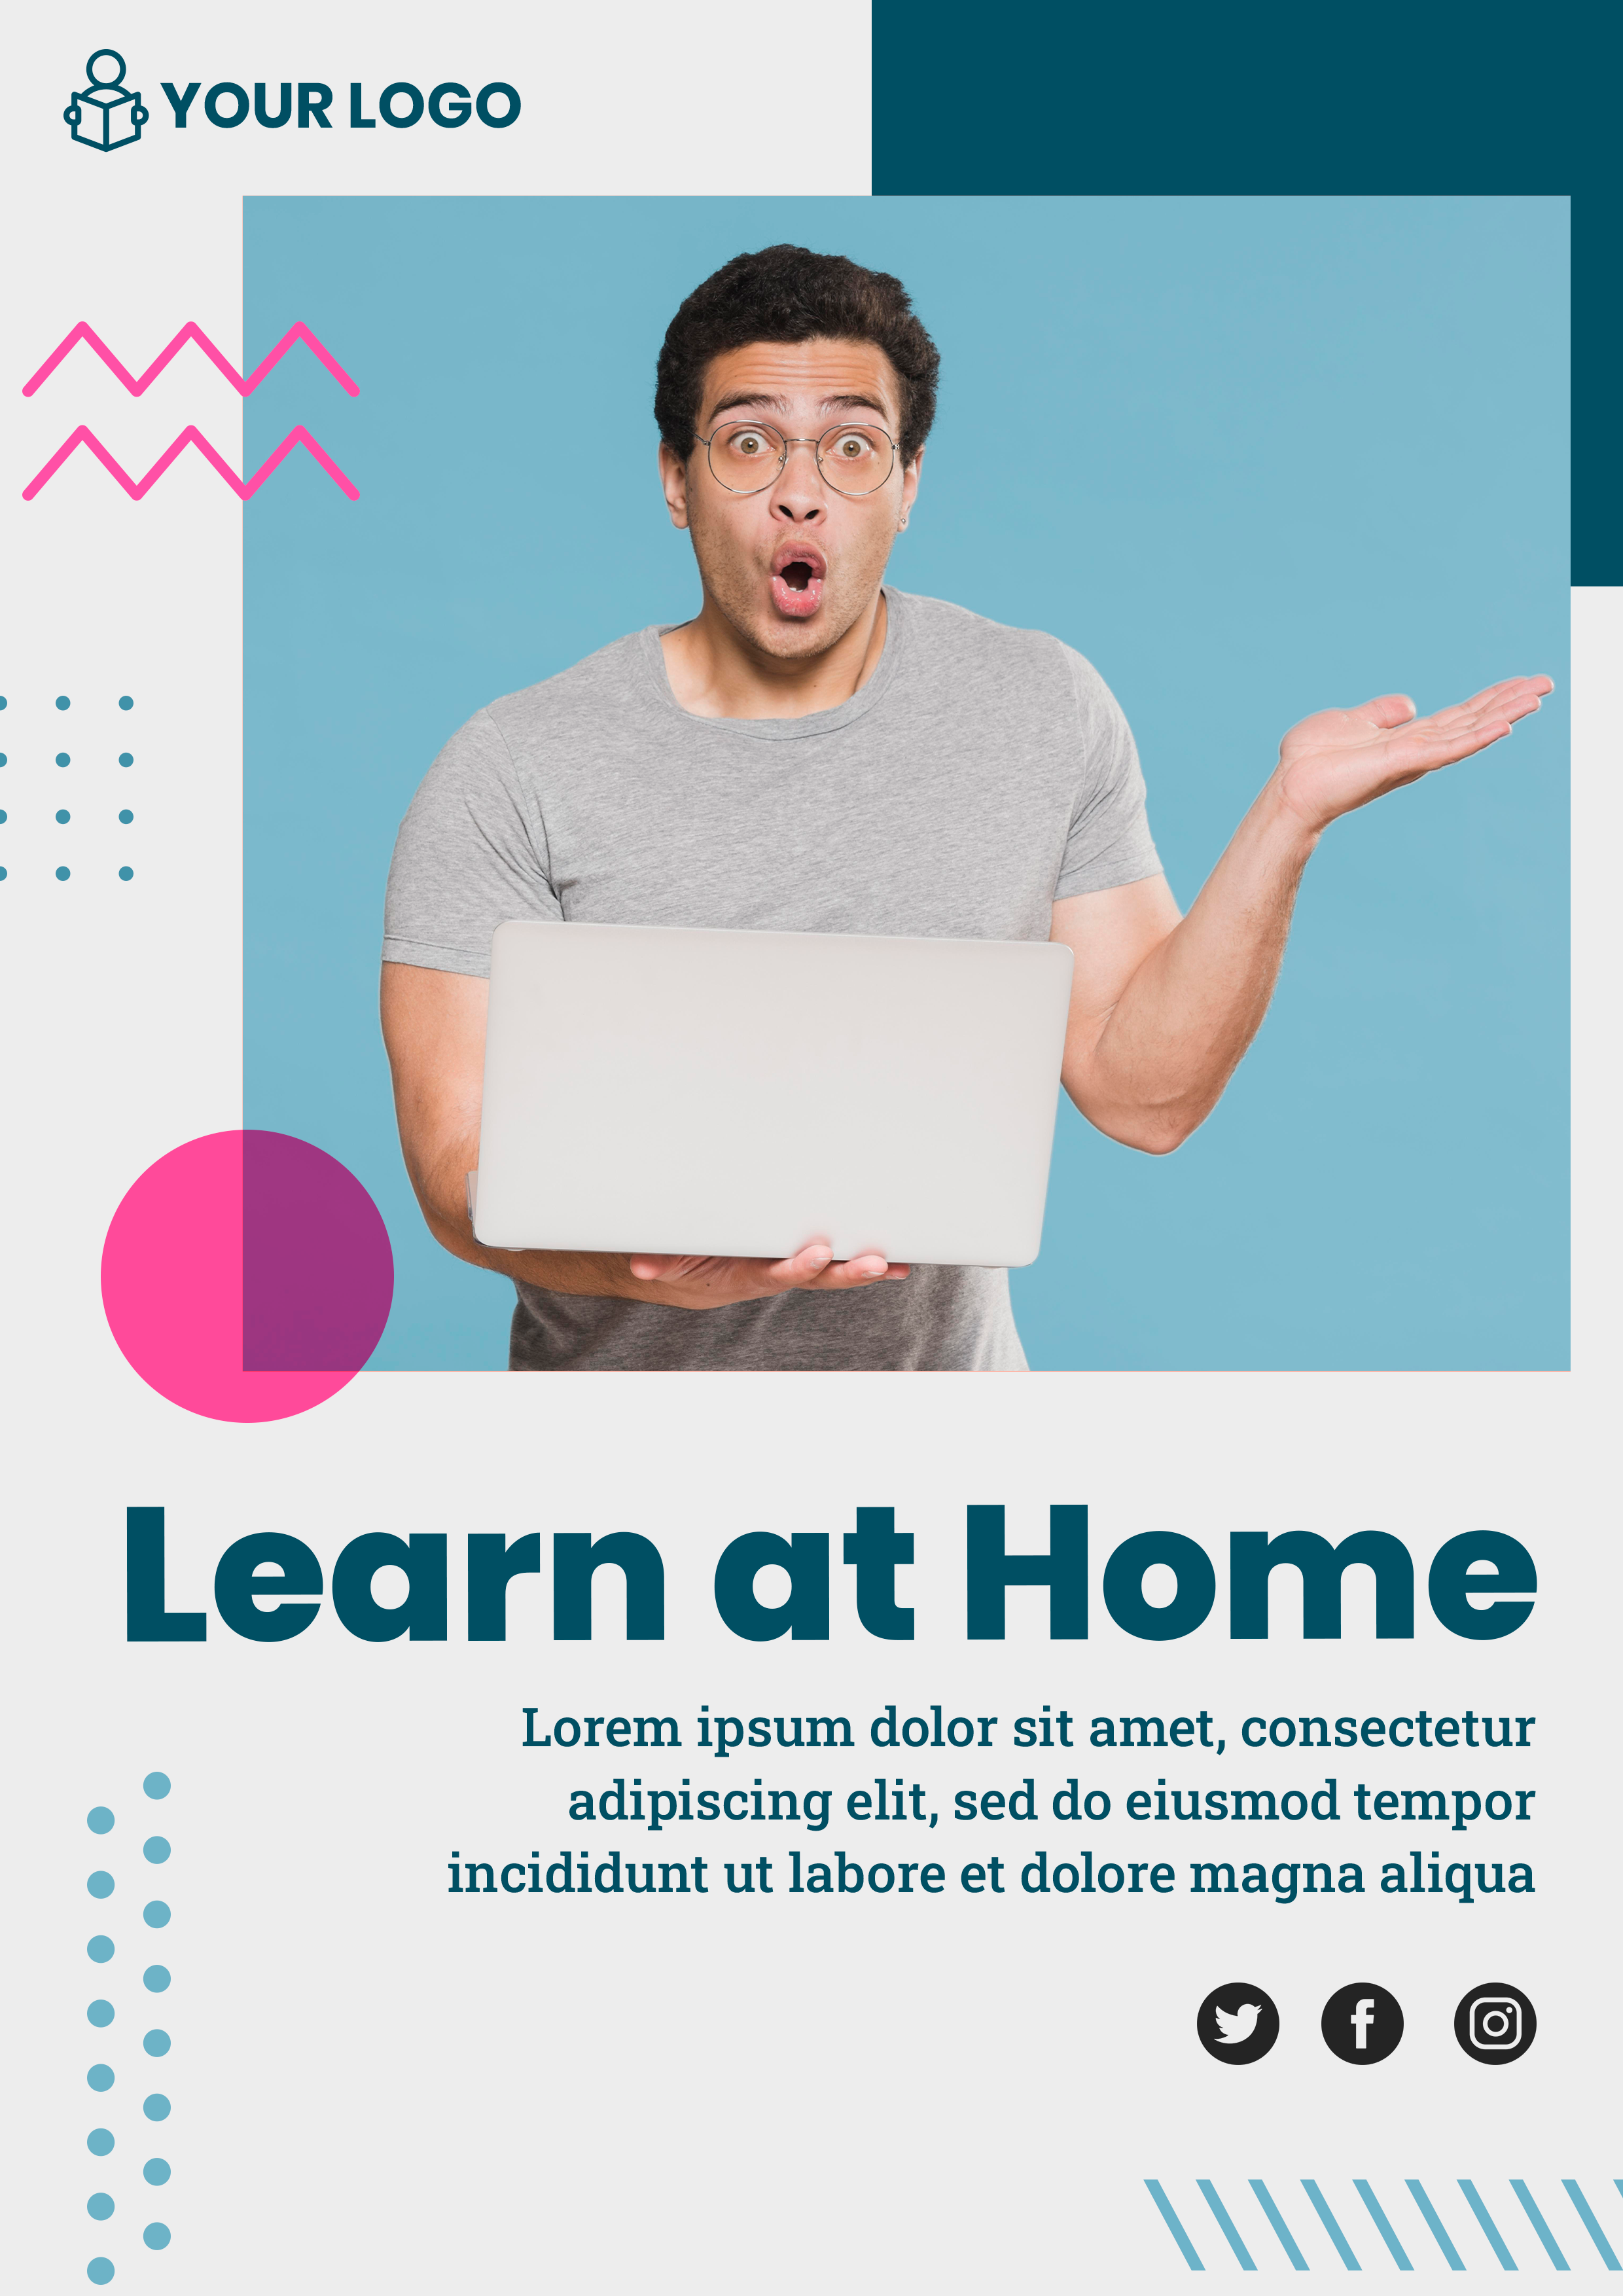 YOUR LOGO
Learn at Home
Lorem ipsum dolor sit amet, consectetur
adipiscing elit, sed do eiusmod tempor
incididunt ut labore et dolore magna aliqua